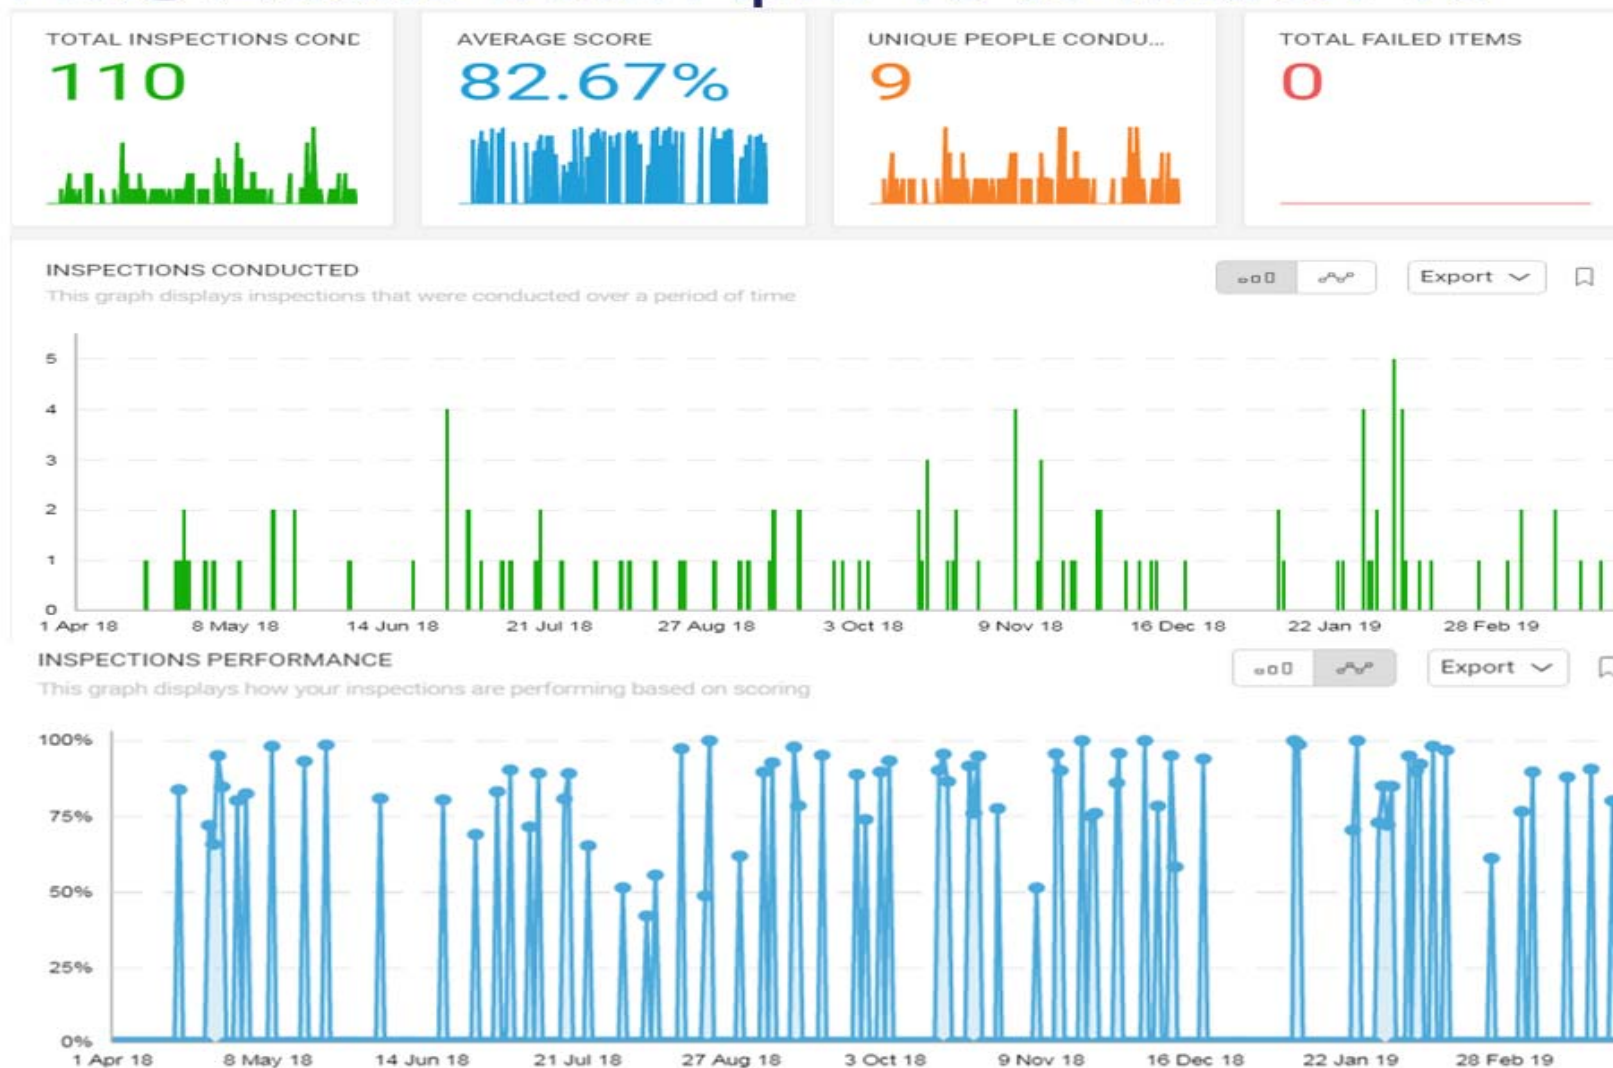 TOTAL INSPECTIONS COND
AVERAGE SCORE
UNIQUE PEOPLE CONDU...
TOTAL FAILED ITEMS
110
82.67%
9
0
INSPECTIONS CONDUCTED
This graph displays inspections that were conducted over a period of time
Export
5
4
3
2
1
0
1 Apr 18
8 May 18
14 Jun 18
21 Jul 18
27 Aug 18
3 Oct 18
9 Nov 18
16 Dec 18
22 Jan 19
28 Feb 19
INSPECTIONS PERFORMANCE
This graph displays how your inspections are performing based on scoring
Export
100%
75%
50%
25%
0%
1 Apr 18
8 May 18
14 Jun 18
21 Jul 18
27 Aug 18
3 Oct 18
9 Nov 18
16 Dec 18
22 Jan 19
28 Feb 19